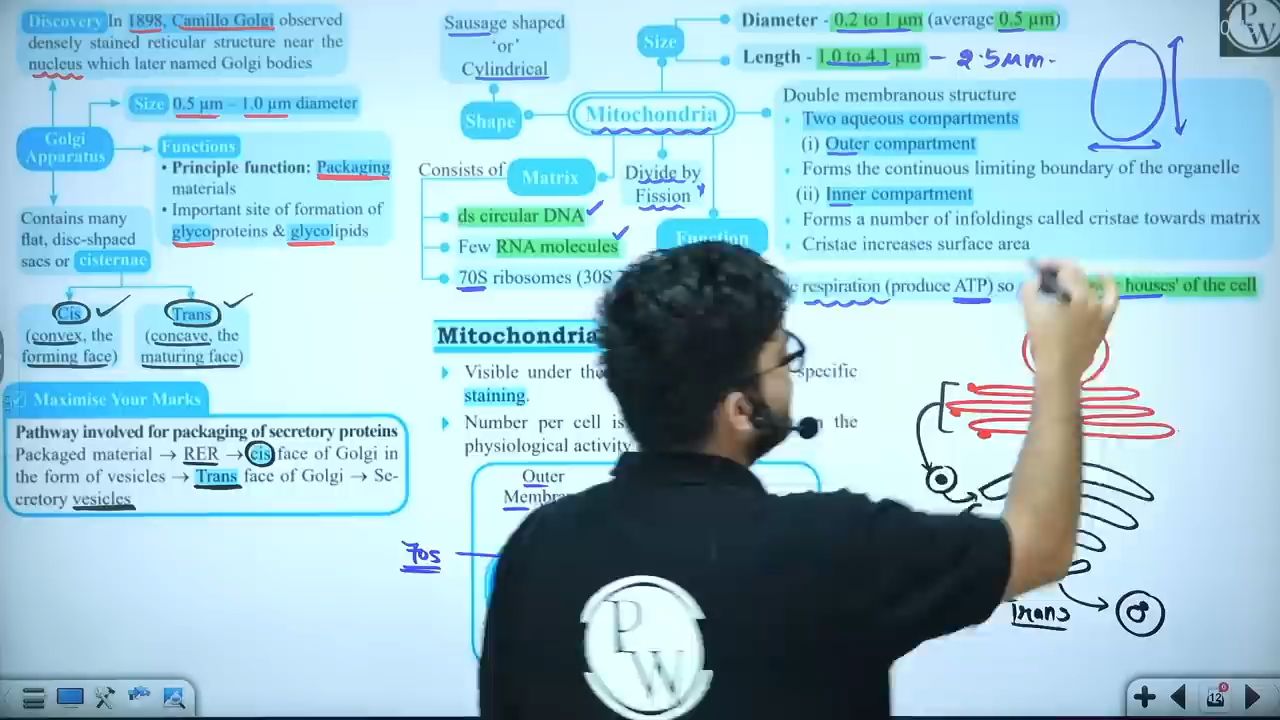 Discovery In 1898, Camillo Golgi observed
densely stained reticular structure near the
nucleus which later named Golgi bodies
Size 0.5 μm – 1.0 μm diameter
Golgi
Apparatus
Functions
• Principle function: Packaging
materials
• Important site of formation of
glycoproteins & glycolipids
Contains many
flat, disc-shpaed
sacs or cisternae
Cis
(convex, the
forming face)
Trans
(concave, the
maturing face)
Maximise Your Marks
Pathway involved for packaging of secretory proteins
Packaged material → RER → cis face of Golgi in
the form of vesicles → Trans face of Golgi → Se-
cretory vesicles
Sausage shaped
'or'
Cylindrical
Shape
Size
Diameter - 0.2 to 1 μm (average 0.5 μm)
Length - 1.0 to 4.1 μm – 2.5μm.
Mitochondria
Consists of Matrix
ds circular DNA
Few RNA molecules
70S ribosomes (30S
Divide by
Fission
Function
Double membranous structure
• Two aqueous compartments
(i) Outer compartment
• Forms the continuous limiting boundary of the organelle
(ii) Inner compartment
• Forms a number of infoldings called cristae towards matrix
• Cristae increases surface area
respiration (produce ATP) so houses' of the cell
Mitochondria
Visible under the specific
staining.
Number per cell is the
physiological activity
Outer
70S
Trans
PW
PW
12